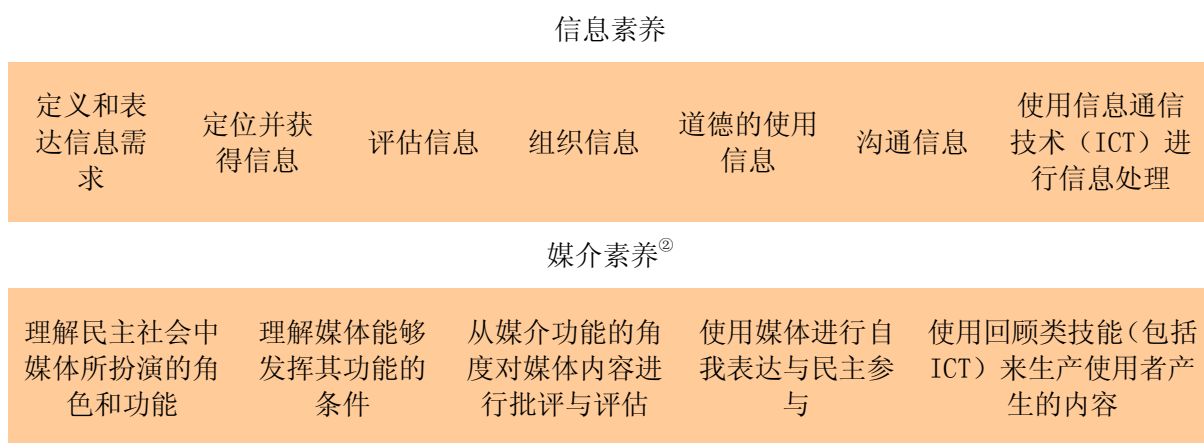 信息素养
定义和表
达信息需
求
定位并获
得信息
评估信息
组织信息
道德的使用
信息
沟通信息
使用信息通信
技术（ICT）进
行信息处理
媒介素养②
理解民主社会中
媒体所扮演的角
色和功能
理解媒体能够
发挥其功能的
条件
从媒介功能的角
度对媒体内容进
行批评与评估
使用媒体进行自
我表达与民主参
与
使用回顾类技能（包括
ICT）来生产使用者产
生的内容